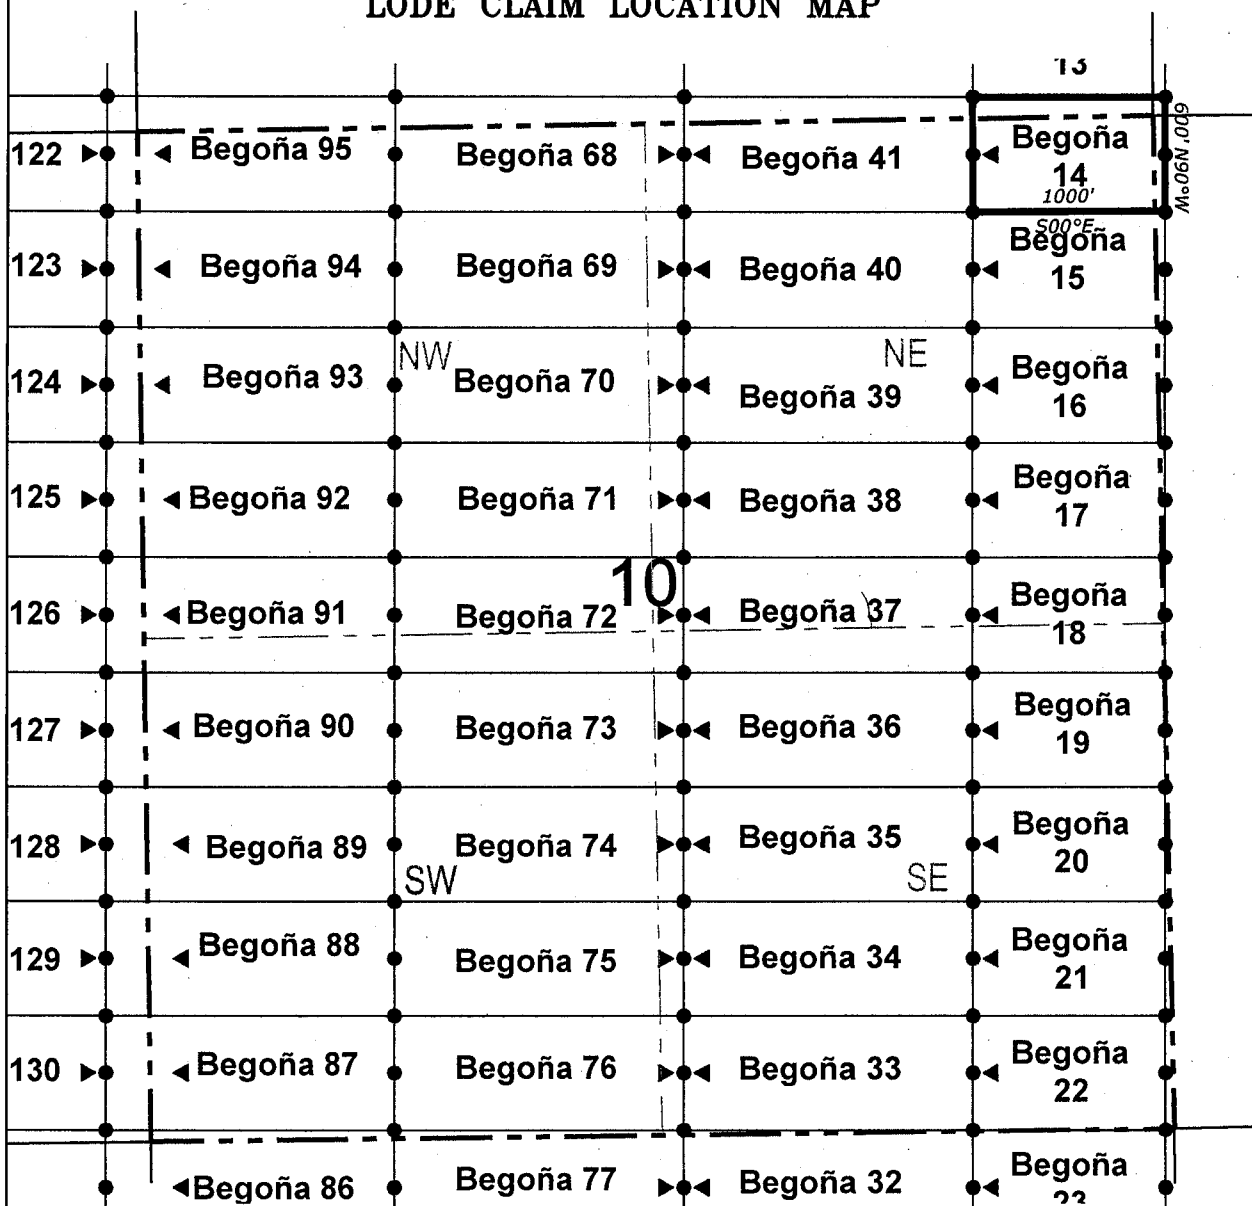 LODE CLAIM LOCATION MAP
13
122 Begoña 95 Begoña 68 Begoña 41 Begoña
14
1000'
600' N90°W
S00°E
123 Begoña 94 Begoña 69 Begoña 40 Begoña
15
NW NE
124 Begoña 93 Begoña 70 Begoña 39 Begoña
16
125 Begoña 92 Begoña 71 Begoña 38 Begoña
17
10
126 Begoña 91 Begoña 72 Begoña 37 Begoña
18
127 Begoña 90 Begoña 73 Begoña 36 Begoña
19
128 Begoña 89 Begoña 74 Begoña 35 Begoña
20
SW SE
129 Begoña 88 Begoña 75 Begoña 34 Begoña
21
130 Begoña 87 Begoña 76 Begoña 33 Begoña
22
Begoña 86 Begoña 77 Begoña 32 Begoña
23